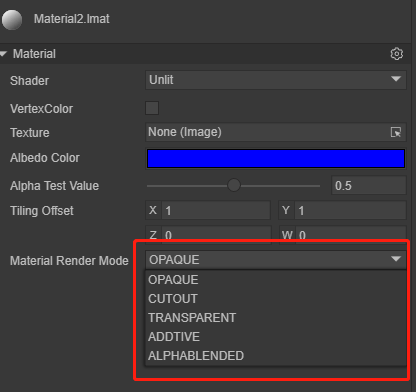 Material2.lmat
Material
Shader Unlit
VertexColor
Texture None (Image)
Albedo Color
Alpha Test Value 0.5
Tiling Offset X 1 Y 1
Z 0 W 0
Material Render Mode OPAQUE
OPAQUE
CUTOUT
TRANSPARENT
ADDTIVE
ALPHABLENDED